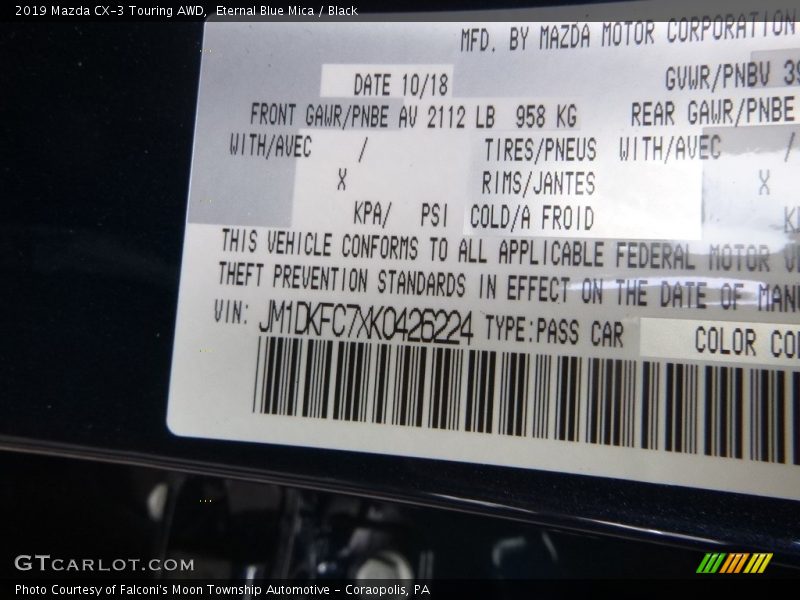 2019 Mazda CX-3 Touring AWD, Eternal Blue Mica / Black
MFD. BY MAZDA MOTOR CORPORATION
DATE 10/18 GVWR/PNBV 39
FRONT GAWR/PNBE AV 2112 LB 958 KG REAR GAWR/PNBE
WITH/AVEC / TIRES/PNEUS WITH/AVEC /
X RIMS/JANTES X
KPA/ PSI COLD/A FROID
THIS VEHICLE CONFORMS TO ALL APPLICABLE FEDERAL MOTOR
THEFT PREVENTION STANDARDS IN EFFECT ON THE DATE OF MANU
VIN: JM1DKFC7XK0426224 TYPE:PASS CAR COLOR COD
GTCARLOT.COM
Photo Courtesy of Falconi's Moon Township Automotive - Coraopolis, PA